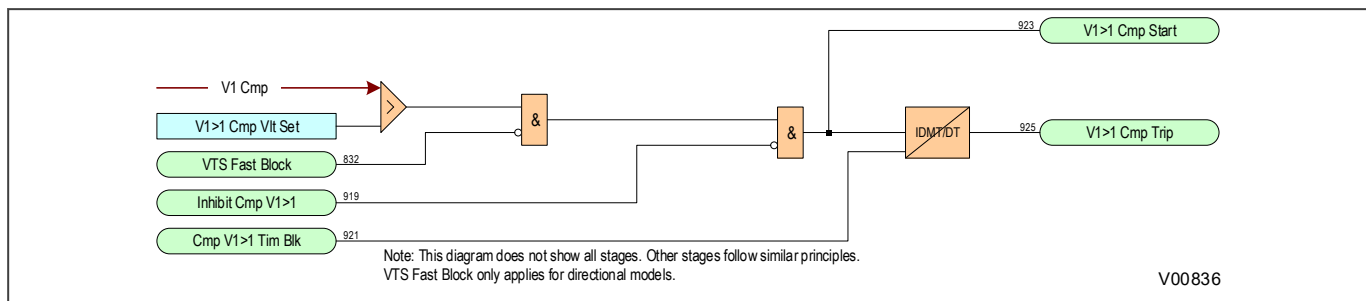 923
V1>1 Cmp Start
V1 Cmp
>
V1>1 Cmp Vlt Set
&
&
IDMT/DT
925
V1>1 Cmp Trip
VTS Fast Block
832
Inhibit Cmp V1>1
919
Cmp V1>1 Tim Blk
921
Note: This diagram does not show all stages. Other stages follow similar principles.
VTS Fast Block only applies for directional models.
V00836